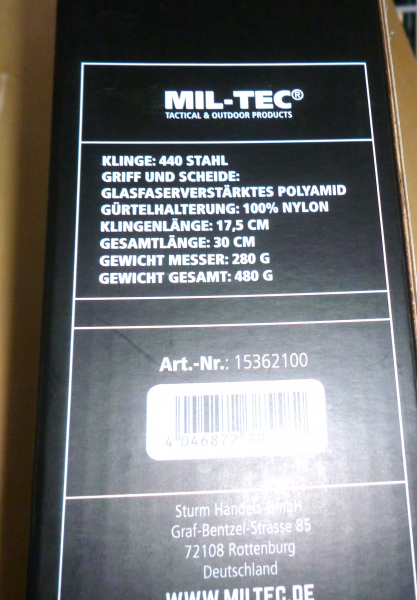 MIL-TEC®
TACTICAL & OUTDOOR PRODUCTS
KLINGE: 440 STAHL
GRIFF UND SCHEIDE:
GLASFASERVERSTÄRKTES POLYAMID
GÜRTELHALTERUNG: 100% NYLON
KLINGENLÄNGE: 17,5 CM
GESAMTLÄNGE: 30 CM
GEWICHT MESSER: 280 G
GEWICHT GESAMT: 480 G
Art.-Nr.: 15362100
Sturm Handels GmbH
Graf-Bentzel-Strasse 85
72108 Rottenburg
Deutschland
WWW.MILTEC.DE